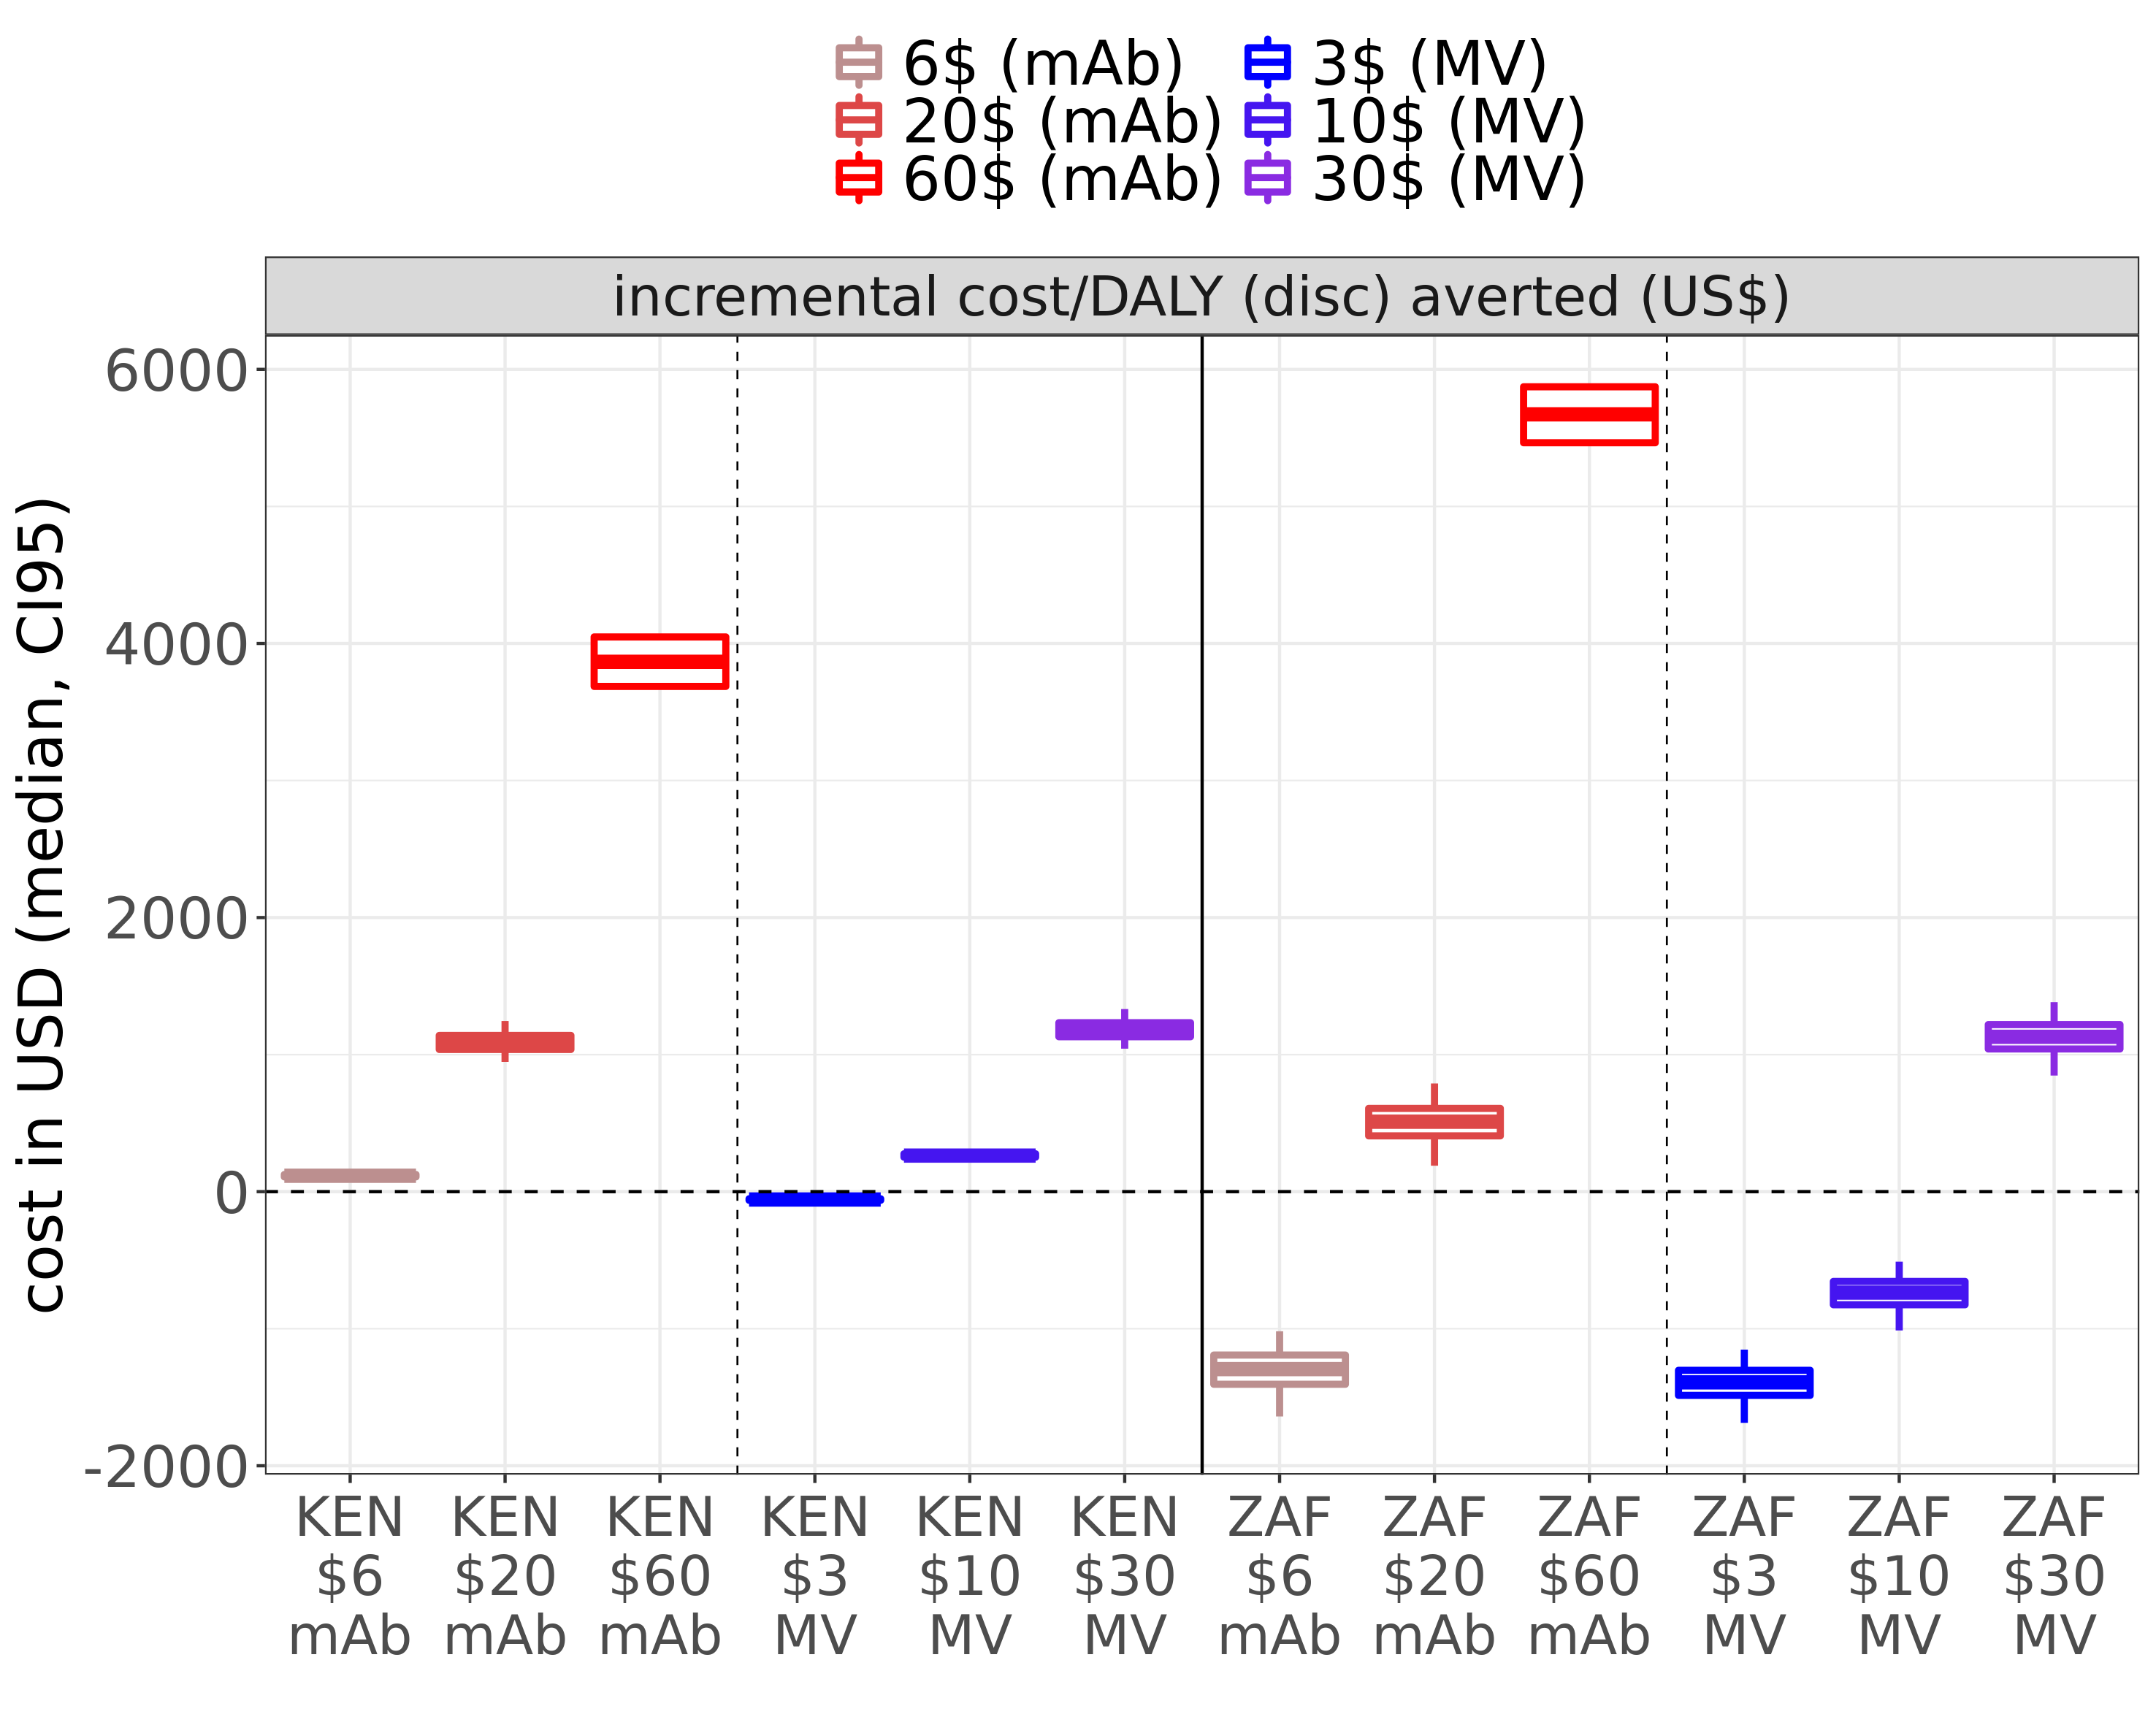 6$ (mAb) 3$ (MV)
20$ (mAb) 10$ (MV)
60$ (mAb) 30$ (MV)
incremental cost/DALY (disc) averted (US$)
cost in USD (median, CI95)
6000
4000
2000
0
-2000
KEN KEN KEN KEN KEN KEN ZAF ZAF ZAF ZAF ZAF ZAF
$6 $20 $60 $3 $10 $30 $6 $20 $60 $3 $10 $30
mAb mAb mAb MV MV MV mAb mAb mAb MV MV MV